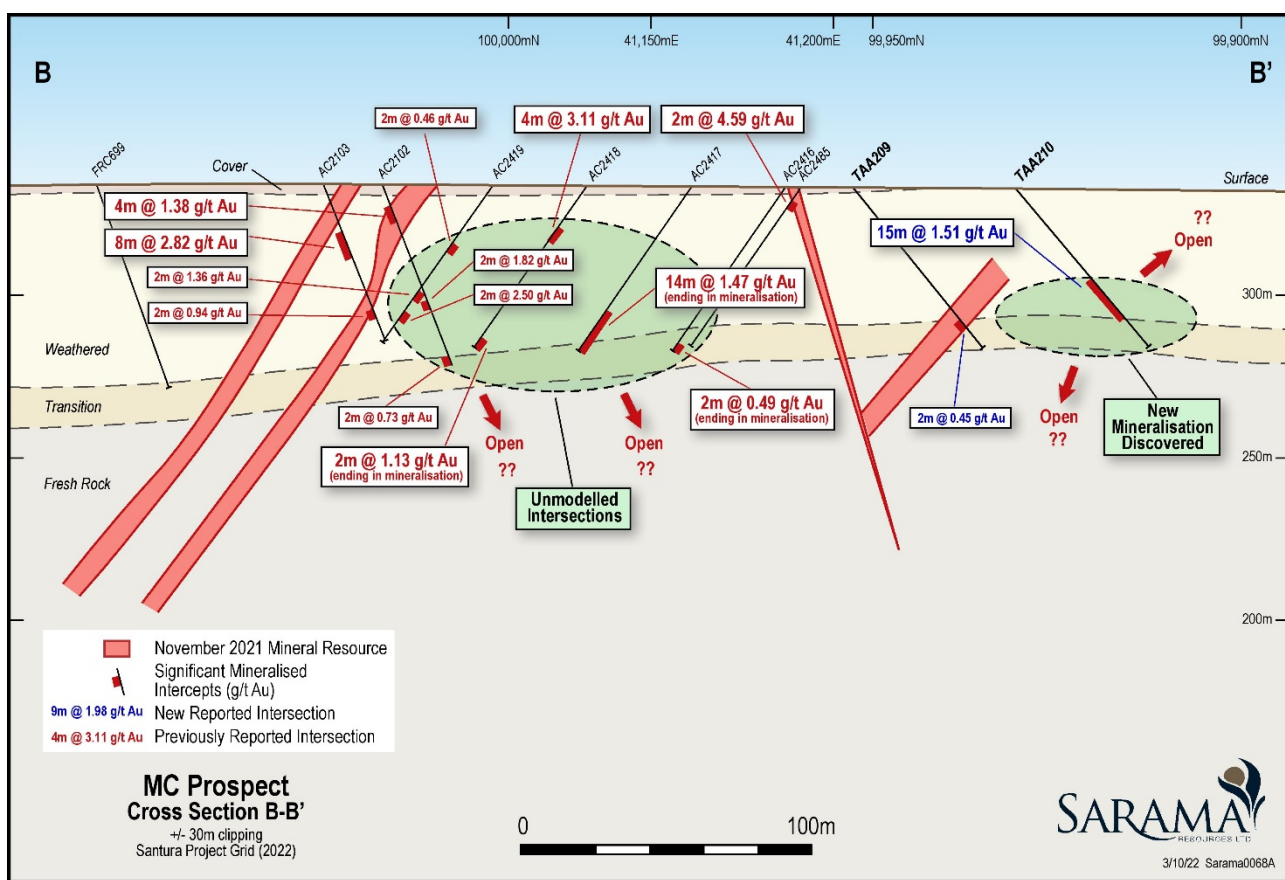 100,000mN
41,150mE
41,200mE
99,950mN
99,900mN
B
B'
2m @ 0.46 g/t Au
4m @ 3.11 g/t Au
2m @ 4.59 g/t Au
FRC699
Cover
AC2103
AC2102
AC2419
AC2418
AC2417
AC2416
AC2485
TAA209
TAA210
Surface
4m @ 1.38 g/t Au
8m @ 2.82 g/t Au
2m @ 1.36 g/t Au
2m @ 0.94 g/t Au
2m @ 1.82 g/t Au
2m @ 2.50 g/t Au
14m @ 1.47 g/t Au
(ending in mineralisation)
15m @ 1.51 g/t Au
??
Open
300m
Weathered
Transition
Fresh Rock
2m @ 0.73 g/t Au
2m @ 1.13 g/t Au
(ending in mineralisation)
Open
??
Open
??
2m @ 0.49 g/t Au
(ending in mineralisation)
2m @ 0.45 g/t Au
Open
??
New
Mineralisation
Discovered
250m
Unmodelled
Intersections
200m
November 2021 Mineral Resource
Significant Mineralised
Intercepts (g/t Au)
9m @ 1.98 g/t Au New Reported Intersection
4m @ 3.11 g/t Au Previously Reported Intersection
MC Prospect
Cross Section B-B'
+/- 30m clipping
Santura Project Grid (2022)
0
100m
SARAMA
RESOURCES LTD
3/10/22 Sarama0068A